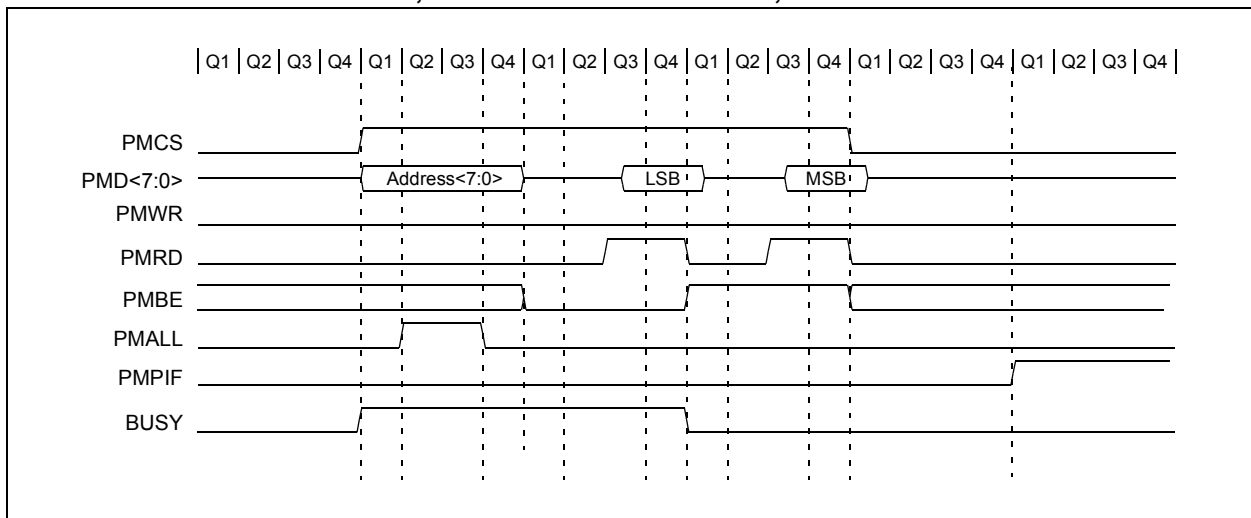 Q1 Q2 Q3 Q4 Q1 Q2 Q3 Q4 Q1 Q2 Q3 Q4 Q1 Q2 Q3 Q4 Q1 Q2 Q3 Q4 Q1 Q2 Q3 Q4
PMCS
PMD<7:0> Address<7:0> LSB MSB
PMWR
PMRD
PMBE
PMALL
PMPIF
BUSY